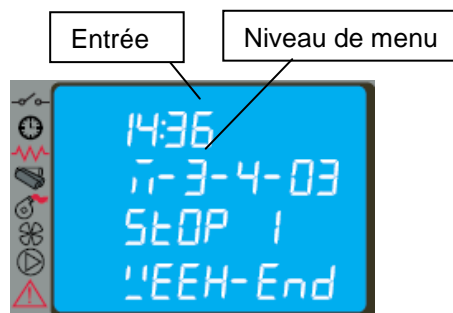 Entrée
Niveau de menu
14:36
m-3-4-03
StOP 1
WEEK-End